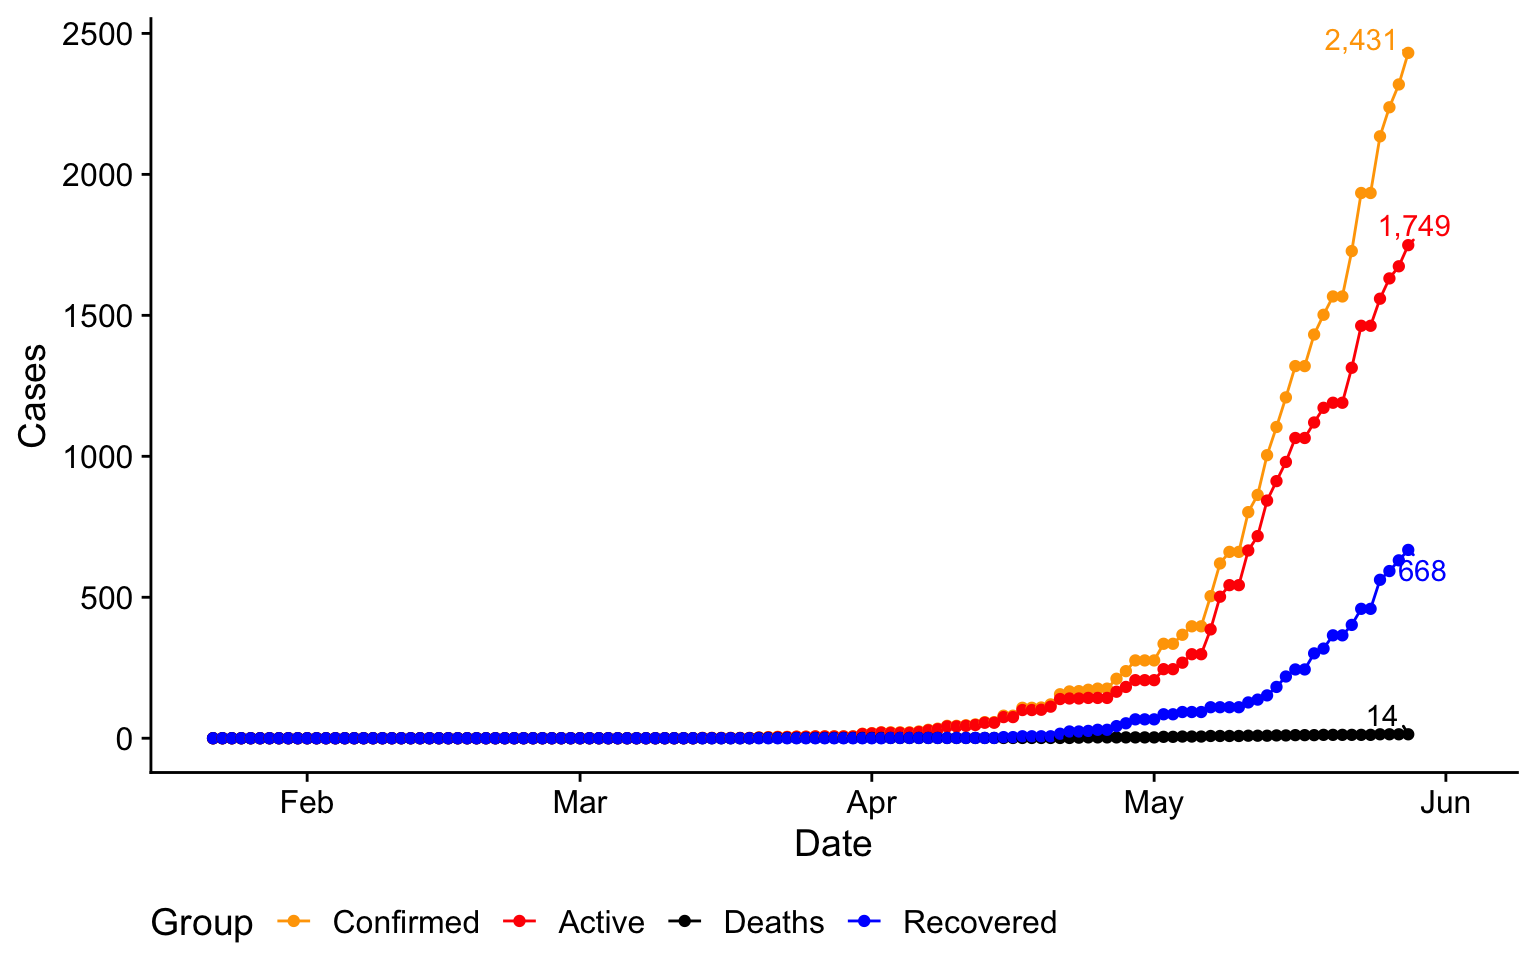 2500
2,431
2000
1,749
1500
Cases
1000
668
500
14
0
Feb Mar Apr May Jun
Date
Group Confirmed Active Deaths Recovered